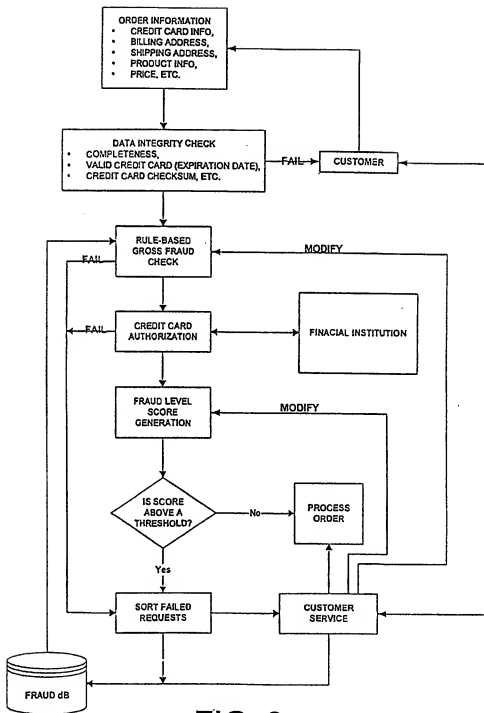 ORDER INFORMATION
• CREDIT CARD INFO,
• BILLING ADDRESS,
• SHIPPING ADDRESS,
• PRODUCT INFO,
• PRICE, ETC.
DATA INTEGRITY CHECK
• COMPLETENESS,
• VALID CREDIT CARD (EXPIRATION DATE),
• CREDIT CARD CHECKSUM, ETC.
FAIL
CUSTOMER
RULE-BASED
GROSS FRAUD
CHECK
MODIFY
FAIL
CREDIT CARD
AUTHORIZATION
FAIL
FINACIAL INSTITUTION
FRAUD LEVEL
SCORE
GENERATION
MODIFY
IS SCORE
ABOVE A
THRESHOLD?
No
PROCESS
ORDER
Yes
SORT FAILED
REQUESTS
CUSTOMER
SERVICE
FRAUD dB